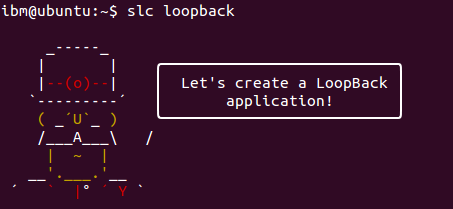 ibm@ubuntu:~$ slc loopback
Let's create a LoopBack
application!